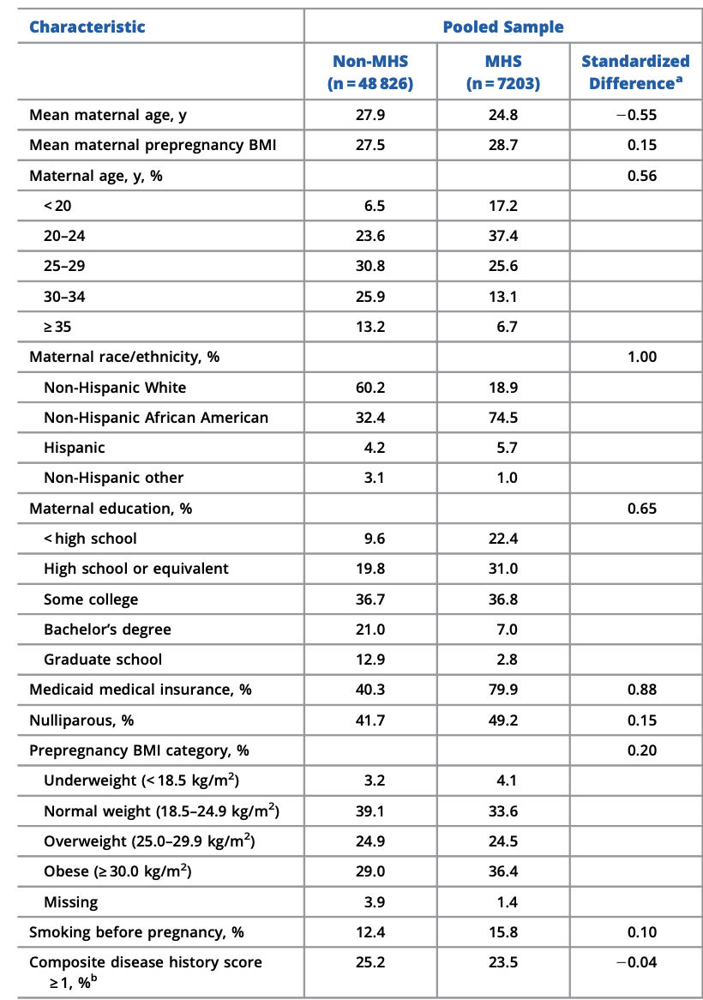 Characteristic Pooled Sample
Non-MHS MHS Standardized
(n = 48 826) (n = 7203) Differenceᵃ
Mean maternal age, y 27.9 24.8 −0.55
Mean maternal prepregnancy BMI 27.5 28.7 0.15
Maternal age, y, % 0.56
< 20 6.5 17.2
20–24 23.6 37.4
25–29 30.8 25.6
30–34 25.9 13.1
≥ 35 13.2 6.7
Maternal race/ethnicity, % 1.00
Non-Hispanic White 60.2 18.9
Non-Hispanic African American 32.4 74.5
Hispanic 4.2 5.7
Non-Hispanic other 3.1 1.0
Maternal education, % 0.65
< high school 9.6 22.4
High school or equivalent 19.8 31.0
Some college 36.7 36.8
Bachelor’s degree 21.0 7.0
Graduate school 12.9 2.8
Medicaid medical insurance, % 40.3 79.9 0.88
Nulliparous, % 41.7 49.2 0.15
Prepregnancy BMI category, % 0.20
Underweight (< 18.5 kg/m²) 3.2 4.1
Normal weight (18.5–24.9 kg/m²) 39.1 33.6
Overweight (25.0–29.9 kg/m²) 24.9 24.5
Obese (≥ 30.0 kg/m²) 29.0 36.4
Missing 3.9 1.4
Smoking before pregnancy, % 12.4 15.8 0.10
Composite disease history score 25.2 23.5 −0.04
≥ 1, %ᵇ